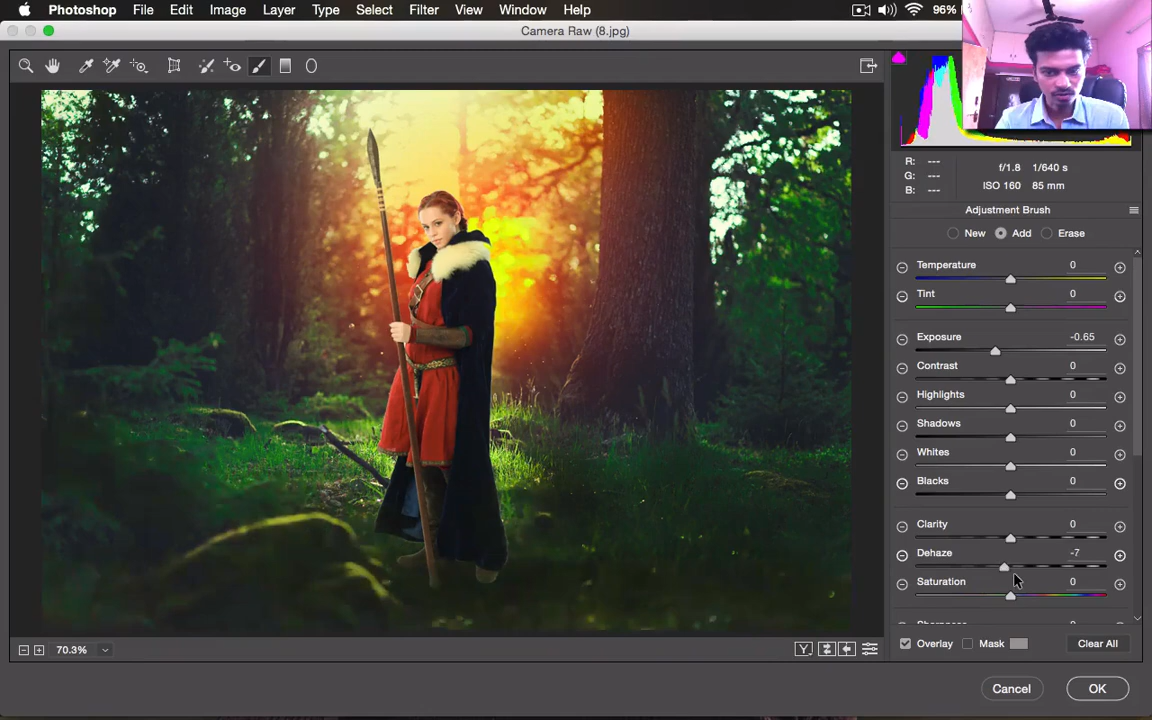 Photoshop File Edit Image Layer Type Select Filter View Window Help 96%
Camera Raw (8.jpg)
R: ---
G: ---
B: ---
f/1.8 1/640 s
ISO 160 85 mm
Adjustment Brush
New Add Erase
Temperature 0
Tint 0
Exposure -0.65
Contrast 0
Highlights 0
Shadows 0
Whites 0
Blacks 0
Clarity 0
Dehaze -7
Saturation 0
Sharpness 0
70.3% Y Overlay Mask Clear All
Cancel OK